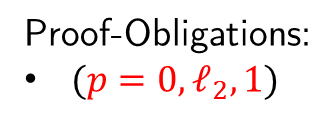 Proof-Obligations:
• (p = 0, ℓ₂, 1)